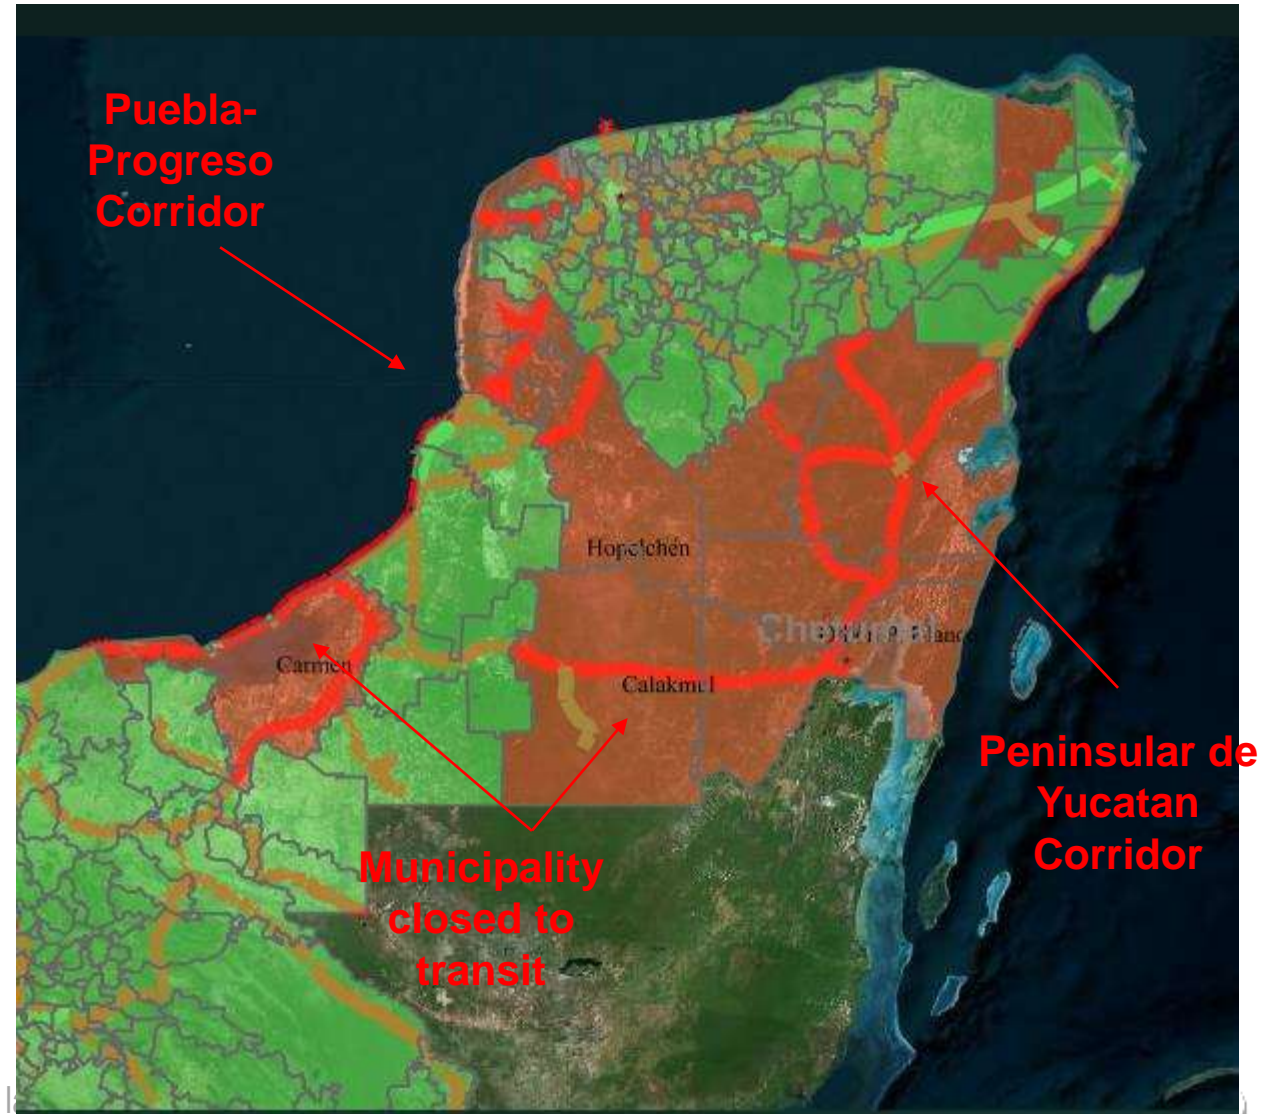 Puebla-
Progreso
Corridor
Hopelchén
Carmen
Calakmul
Peninsular de
Yucatan
Corridor
Municipality
closed to
transit